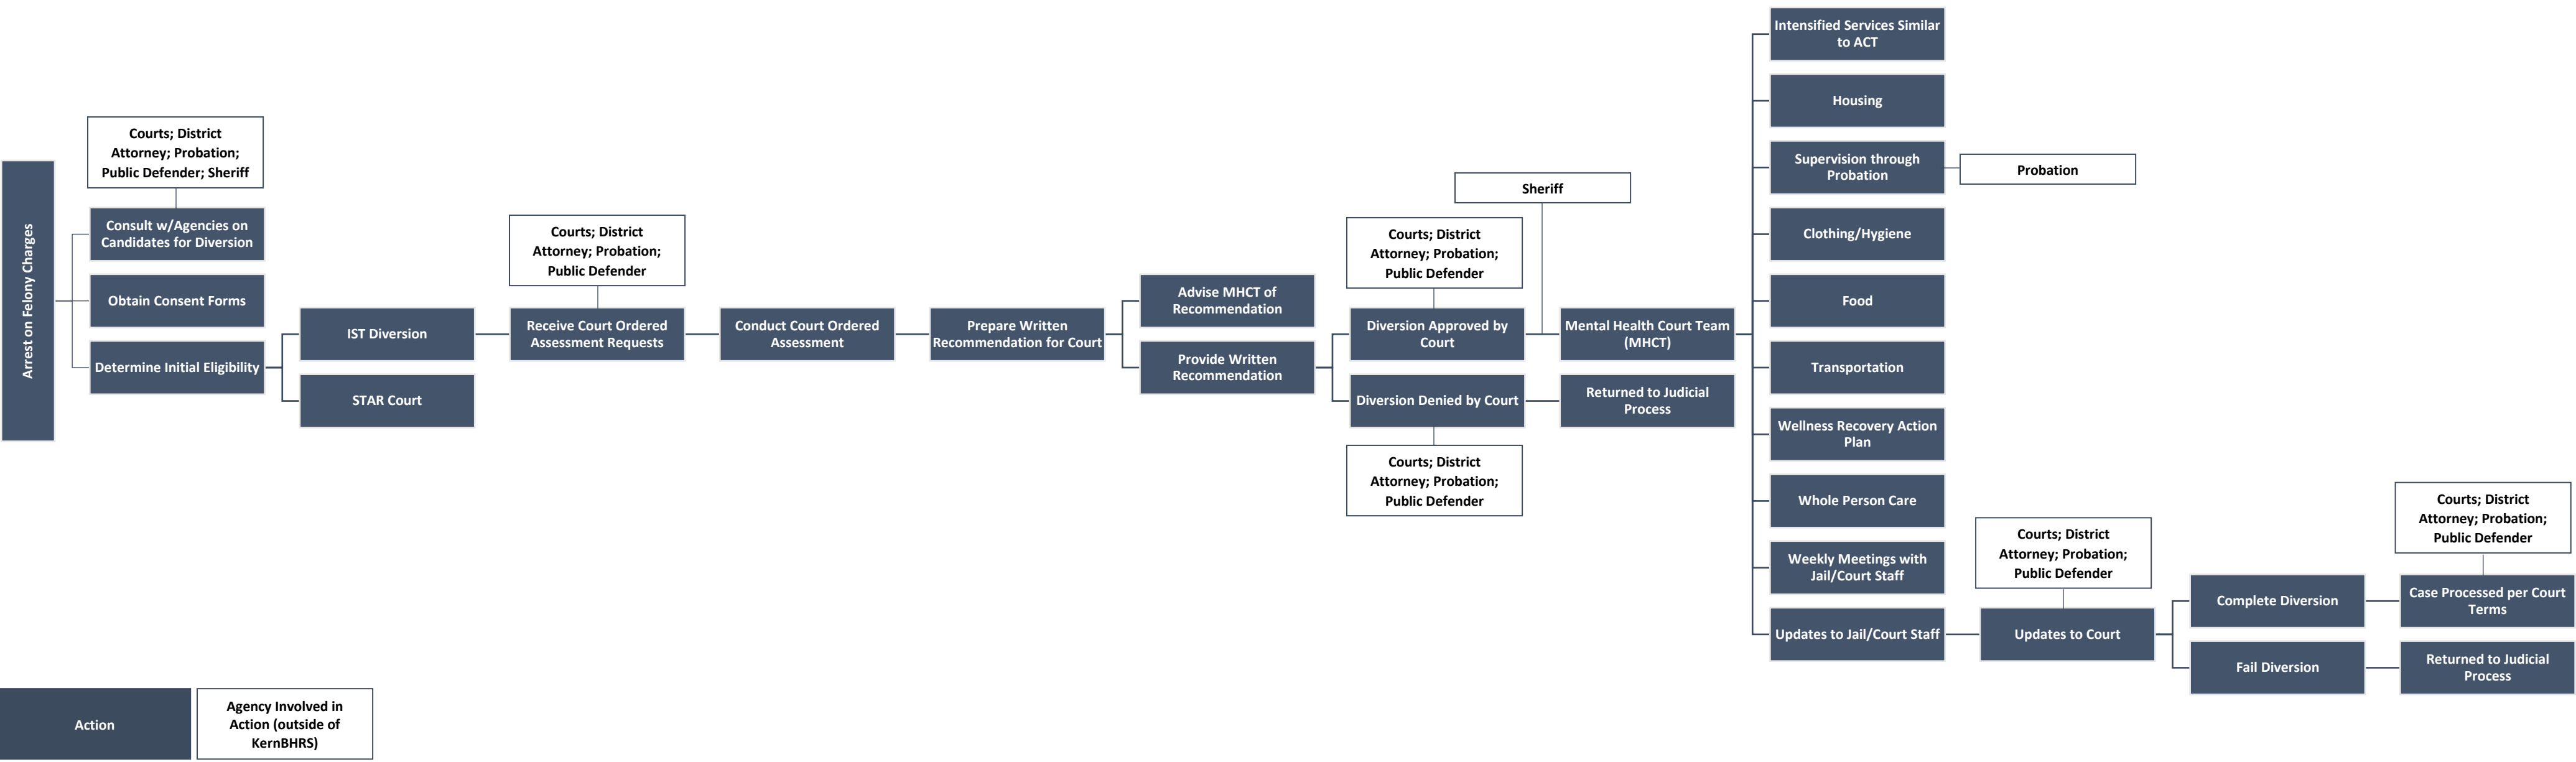 Arrest on Felony Charges
Courts; District
Attorney; Probation;
Public Defender; Sheriff
Consult w/Agencies on
Candidates for Diversion
Obtain Consent Forms
Determine Initial Eligibility
IST Diversion
STAR Court
Courts; District
Attorney; Probation;
Public Defender
Receive Court Ordered
Assessment Requests
Conduct Court Ordered
Assessment
Prepare Written
Recommendation for Court
Advise MHCT of
Recommendation
Provide Written
Recommendation
Sheriff
Courts; District
Attorney; Probation;
Public Defender
Diversion Approved by
Court
Diversion Denied by Court
Courts; District
Attorney; Probation;
Public Defender
Mental Health Court Team
(MHCT)
Returned to Judicial
Process
Intensified Services Similar
to ACT
Housing
Supervision through
Probation
Probation
Clothing/Hygiene
Food
Transportation
Wellness Recovery Action
Plan
Whole Person Care
Weekly Meetings with
Jail/Court Staff
Updates to Jail/Court Staff
Courts; District
Attorney; Probation;
Public Defender
Updates to Court
Complete Diversion
Fail Diversion
Courts; District
Attorney; Probation;
Public Defender
Case Processed per Court
Terms
Returned to Judicial
Process
Action
Agency Involved in
Action (outside of
KernBHRS)